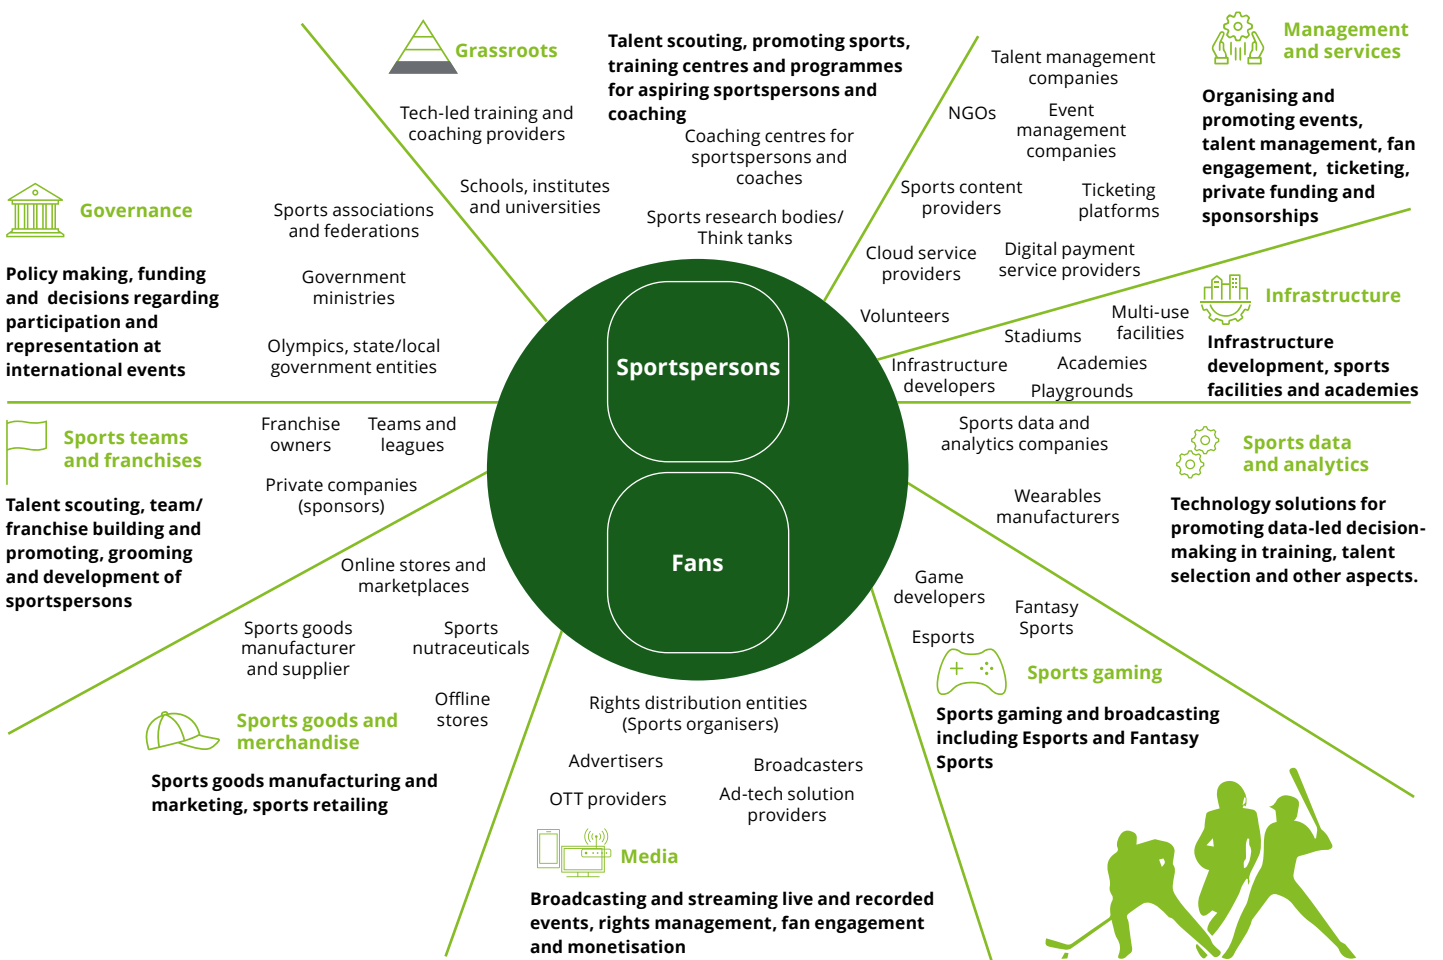 Grassroots
Talent scouting, promoting sports,
training centres and programmes
for aspiring sportspersons and
coaching
Tech-led training and
coaching providers
Coaching centres for
sportspersons and
coaches
Schools, institutes
and universities
Sports research bodies/
Think tanks
Management
and services
Organising and
promoting events,
talent management, fan
engagement, ticketing,
private funding and
sponsorships
Talent management
companies
NGOs
Event
management
companies
Sports content
providers
Ticketing
platforms
Cloud service
providers
Digital payment
service providers
Volunteers
Infrastructure
Infrastructure
development, sports
facilities and academies
Multi-use
facilities
Stadiums
Academies
Infrastructure
developers
Playgrounds
Governance
Policy making, funding
and decisions regarding
participation and
representation at
international events
Sports associations
and federations
Government
ministries
Olympics, state/local
government entities
Sportspersons
Fans
Sports teams
and franchises
Talent scouting, team/
franchise building and
promoting, grooming
and development of
sportspersons
Franchise
owners
Teams and
leagues
Private companies
(sponsors)
Sports data and
analytics companies
Wearables
manufacturers
Sports data
and analytics
Technology solutions for
promoting data-led decision-
making in training, talent
selection and other aspects.
Online stores and
marketplaces
Sports goods
manufacturer
and supplier
Sports
nutraceuticals
Offline
stores
Sports goods and
merchandise
Sports goods manufacturing and
marketing, sports retailing
Game
developers
Fantasy
Sports
Esports
Sports gaming
Sports gaming and broadcasting
including Esports and Fantasy
Sports
Rights distribution entities
(Sports organisers)
Advertisers
Broadcasters
OTT providers
Ad-tech solution
providers
Media
Broadcasting and streaming live and recorded
events, rights management, fan engagement
and monetisation